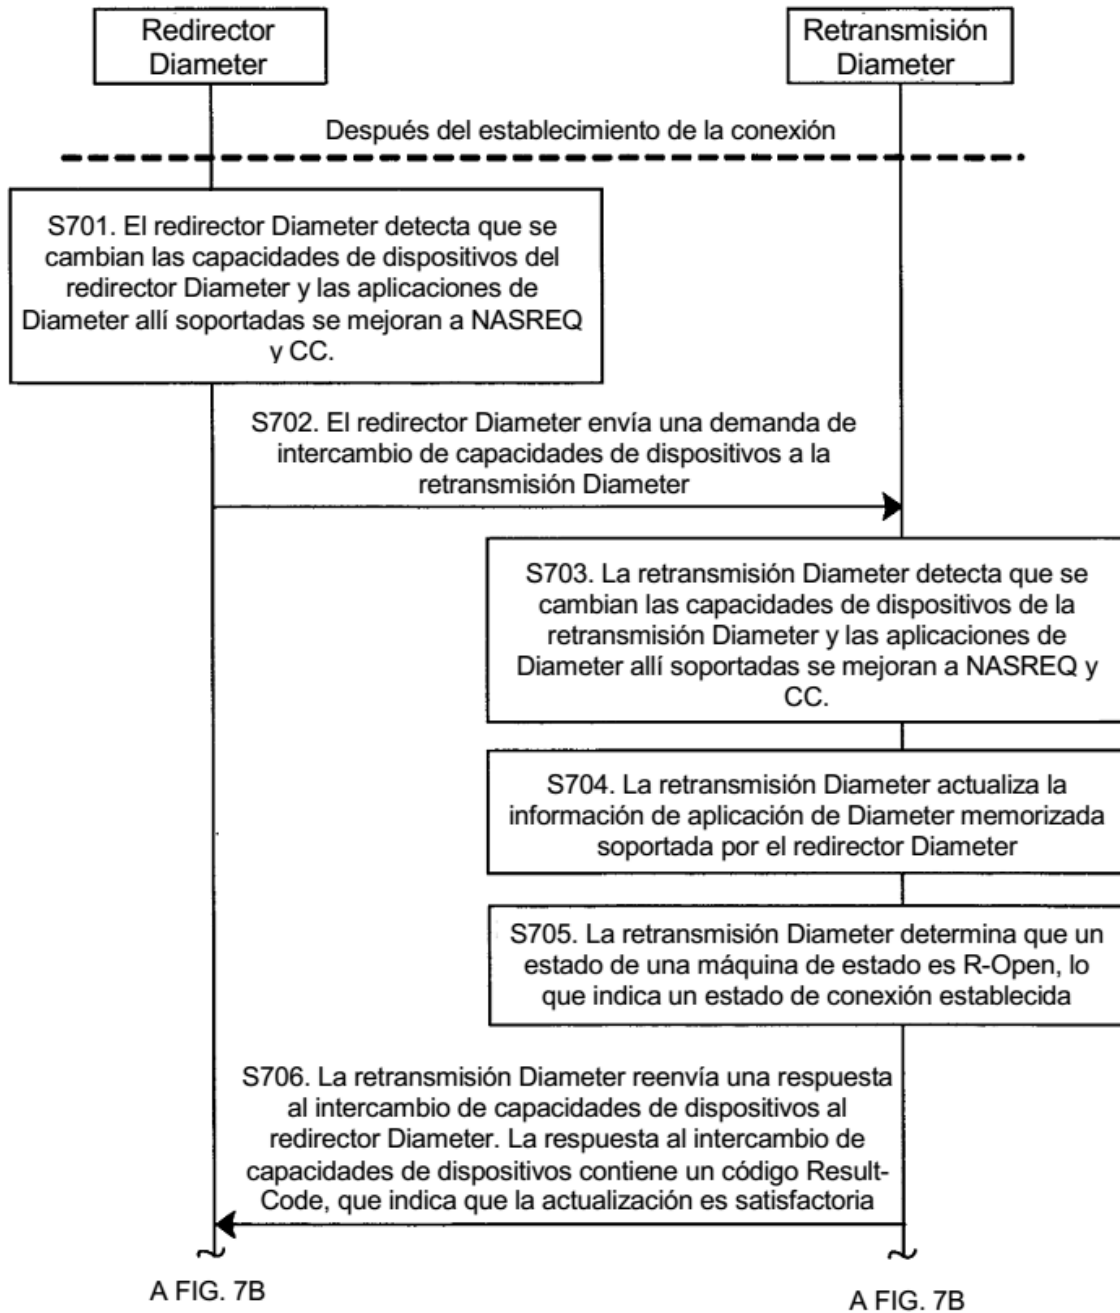 Redirector
Diameter
Retransmisión
Diameter
Después del establecimiento de la conexión
S701. El redirector Diameter detecta que se
cambian las capacidades de dispositivos del
redirector Diameter y las aplicaciones de
Diameter allí soportadas se mejoran a NASREQ
y CC.
S702. El redirector Diameter envía una demanda de
intercambio de capacidades de dispositivos a la
retransmisión Diameter
S703. La retransmisión Diameter detecta que se
cambian las capacidades de dispositivos de la
retransmisión Diameter y las aplicaciones de
Diameter allí soportadas se mejoran a NASREQ y
CC.
S704. La retransmisión Diameter actualiza la
información de aplicación de Diameter memorizada
soportada por el redirector Diameter
S705. La retransmisión Diameter determina que un
estado de una máquina de estado es R-Open, lo
que indica un estado de conexión establecida
S706. La retransmisión Diameter reenvía una respuesta
al intercambio de capacidades de dispositivos al
redirector Diameter. La respuesta al intercambio de
capacidades de dispositivos contiene un código Result-
Code, que indica que la actualización es satisfactoria
A FIG. 7B
A FIG. 7B